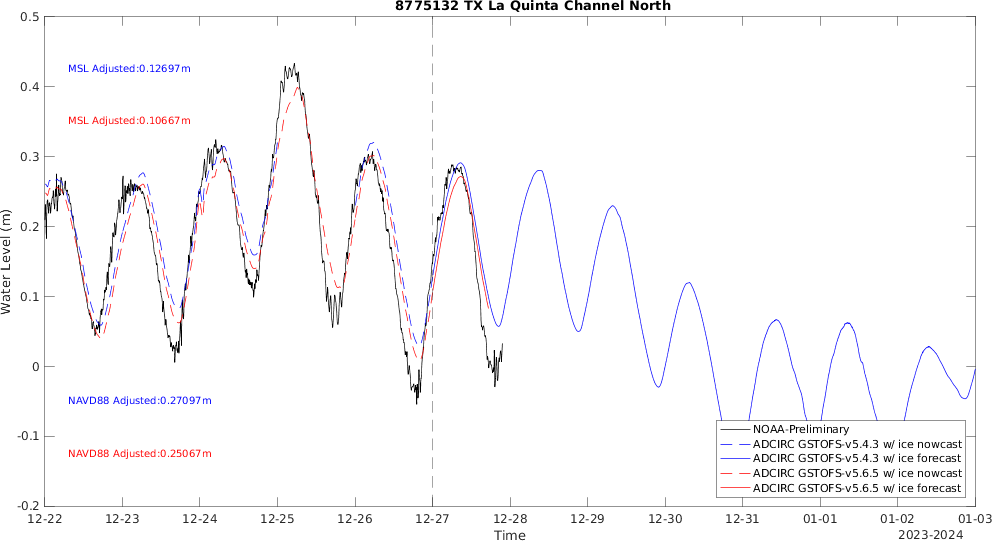 8775132 TX La Quinta Channel North
Water Level (m)
0.5
0.4
0.3
0.2
0.1
0
-0.1
-0.2
MSL Adjusted:0.12697m
MSL Adjusted:0.10667m
NAVD88 Adjusted:0.27097m
NAVD88 Adjusted:0.25067m
NOAA-Preliminary
ADCIRC GSTOFS-v5.4.3 w/ ice nowcast
ADCIRC GSTOFS-v5.4.3 w/ ice forecast
ADCIRC GSTOFS-v5.6.5 w/ ice nowcast
ADCIRC GSTOFS-v5.6.5 w/ ice forecast
12-22 12-23 12-24 12-25 12-26 12-27 12-28 12-29 12-30 12-31 01-01 01-02 01-03
Time
2023-2024